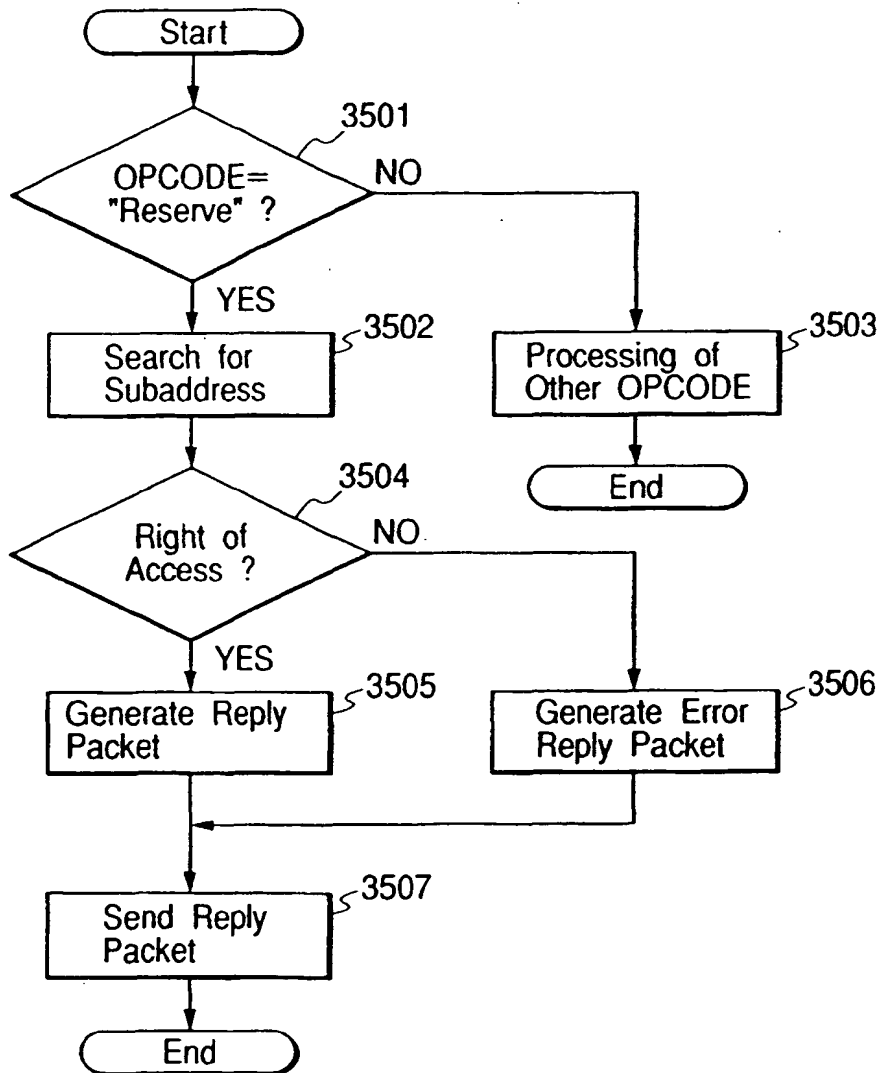 Start
3501
OPCODE=
"Reserve" ?
NO
YES
3502
Search for
Subaddress
3503
Processing of
Other OPCODE
End
3504
Right of
Access ?
NO
YES
3505
Generate Reply
Packet
3506
Generate Error
Reply Packet
3507
Send Reply
Packet
End